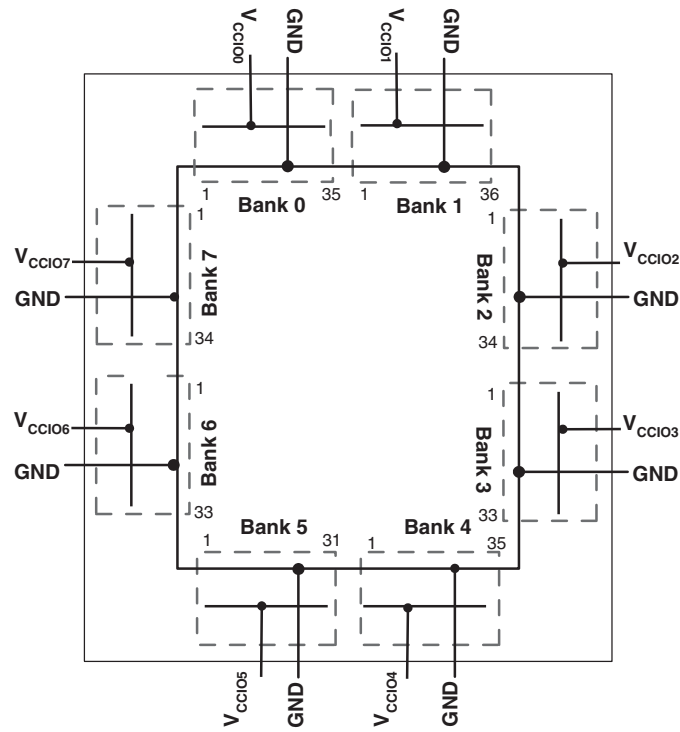 VCCIO0
GND
VCCIO1
GND
1
35
1
36
Bank 0
Bank 1
1
Bank 7
34
VCCIO7
GND
1
Bank 2
34
VCCIO2
GND
1
Bank 6
33
VCCIO6
GND
1
Bank 3
33
VCCIO3
GND
Bank 5
Bank 4
1
31
1
35
VCCIO5
GND
VCCIO4
GND